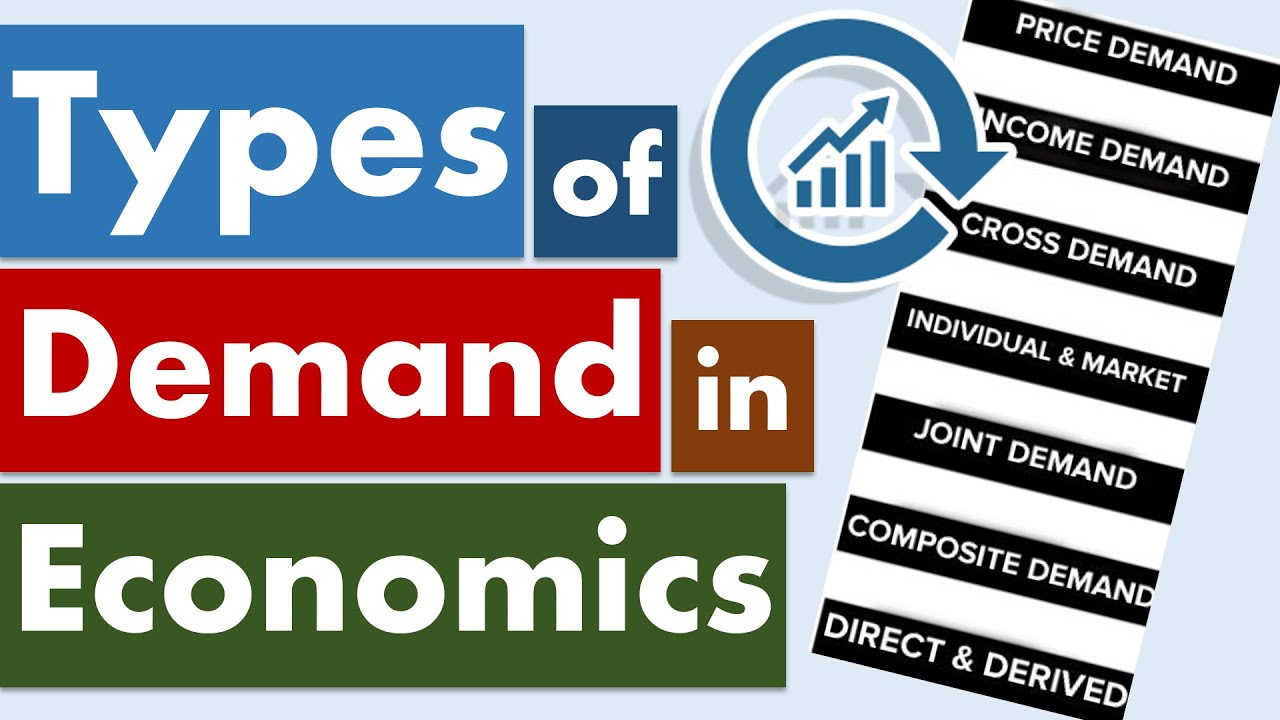 Types of
Demand in
Economics
PRICE DEMAND
INCOME DEMAND
CROSS DEMAND
INDIVIDUAL & MARKET
JOINT DEMAND
COMPOSITE DEMAND
DIRECT & DERIVED